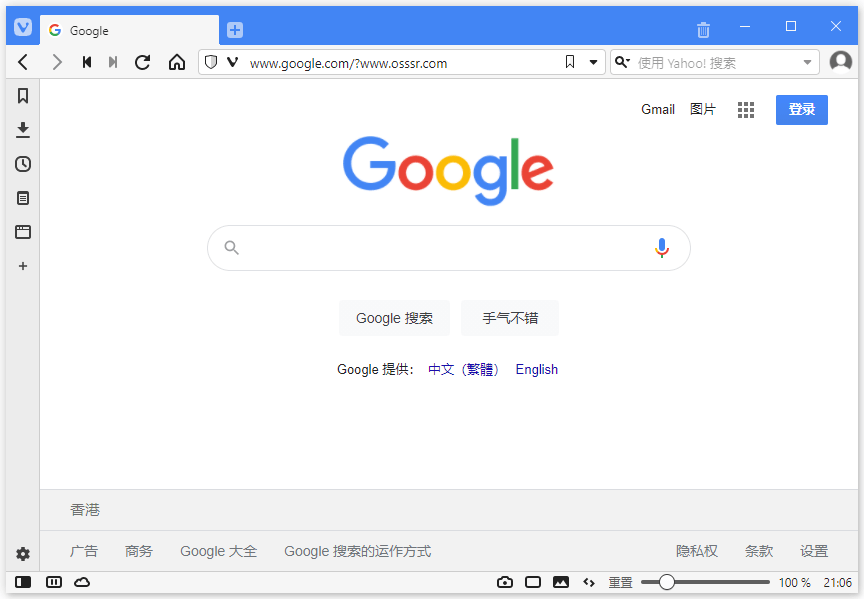 Google
www.google.com/?www.osssr.com
使用 Yahoo! 搜索
Gmail 图片 登录
Google
Google 搜索 手气不错
Google 提供: 中文（繁體） English
香港
广告 商务 Google 大全 Google 搜索的运作方式 隐私权 条款 设置
重置 100 % 21:06